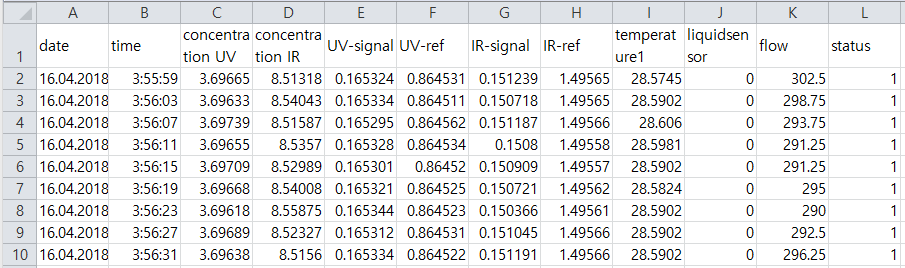 A B C D E F G H I J K L
1 date time concentra tion UV concentra tion IR UV-signal UV-ref IR-signal IR-ref temperat ure1 liquidsen sor flow status
2 16.04.2018 3:55:59 3.69665 8.51318 0.165324 0.864531 0.151239 1.49565 28.5745 0 302.5 1
3 16.04.2018 3:56:03 3.69633 8.54043 0.165334 0.864511 0.150718 1.49565 28.5902 0 298.75 1
4 16.04.2018 3:56:07 3.69739 8.51587 0.165295 0.864562 0.151187 1.49566 28.606 0 293.75 1
5 16.04.2018 3:56:11 3.69655 8.5357 0.165328 0.864534 0.1508 1.49558 28.5981 0 291.25 1
6 16.04.2018 3:56:15 3.69709 8.52989 0.165301 0.86452 0.150909 1.49557 28.5902 0 291.25 1
7 16.04.2018 3:56:19 3.69668 8.54008 0.165321 0.864525 0.150721 1.49562 28.5824 0 295 1
8 16.04.2018 3:56:23 3.69618 8.55875 0.165344 0.864523 0.150366 1.49561 28.5902 0 290 1
9 16.04.2018 3:56:27 3.69689 8.52327 0.165312 0.864531 0.151045 1.49566 28.5902 0 292.5 1
10 16.04.2018 3:56:31 3.69638 8.5156 0.165334 0.864522 0.151191 1.49566 28.5902 0 296.25 1